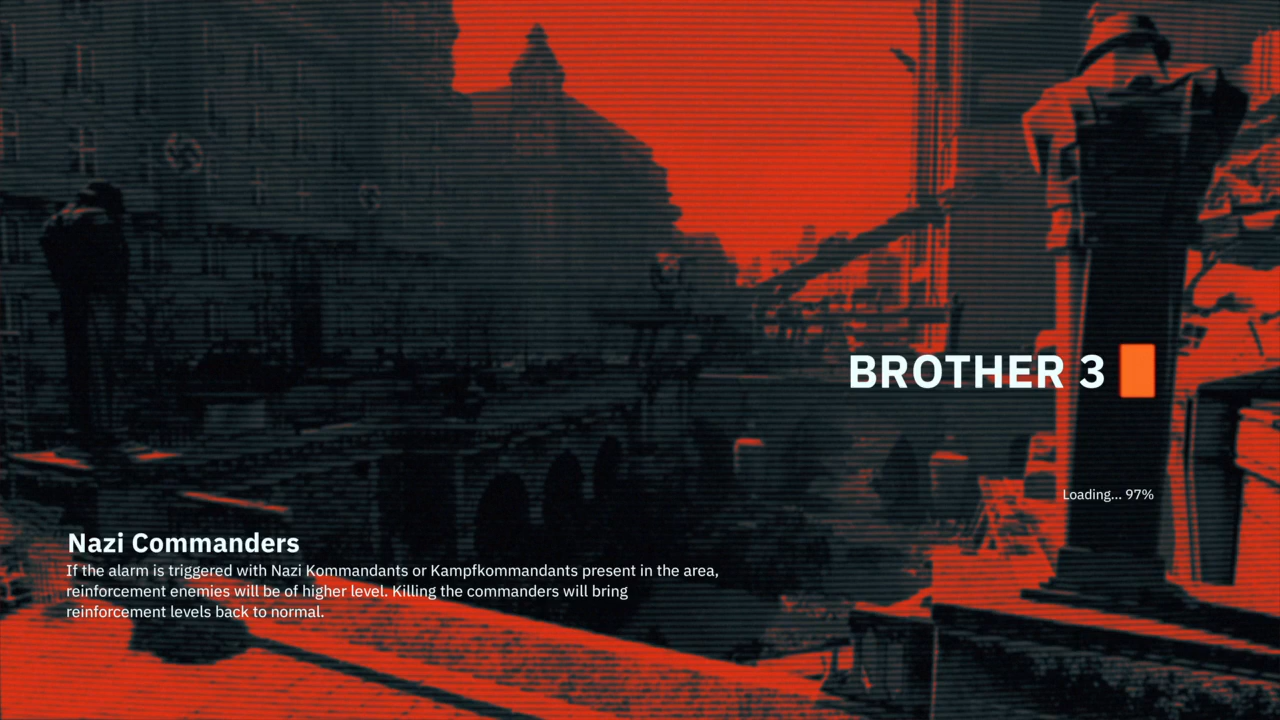 BROTHER 3
Loading... 97%
Nazi Commanders
If the alarm is triggered with Nazi Kommandants or Kampfkommandants present in the area,
reinforcement enemies will be of higher level. Killing the commanders will bring
reinforcement levels back to normal.